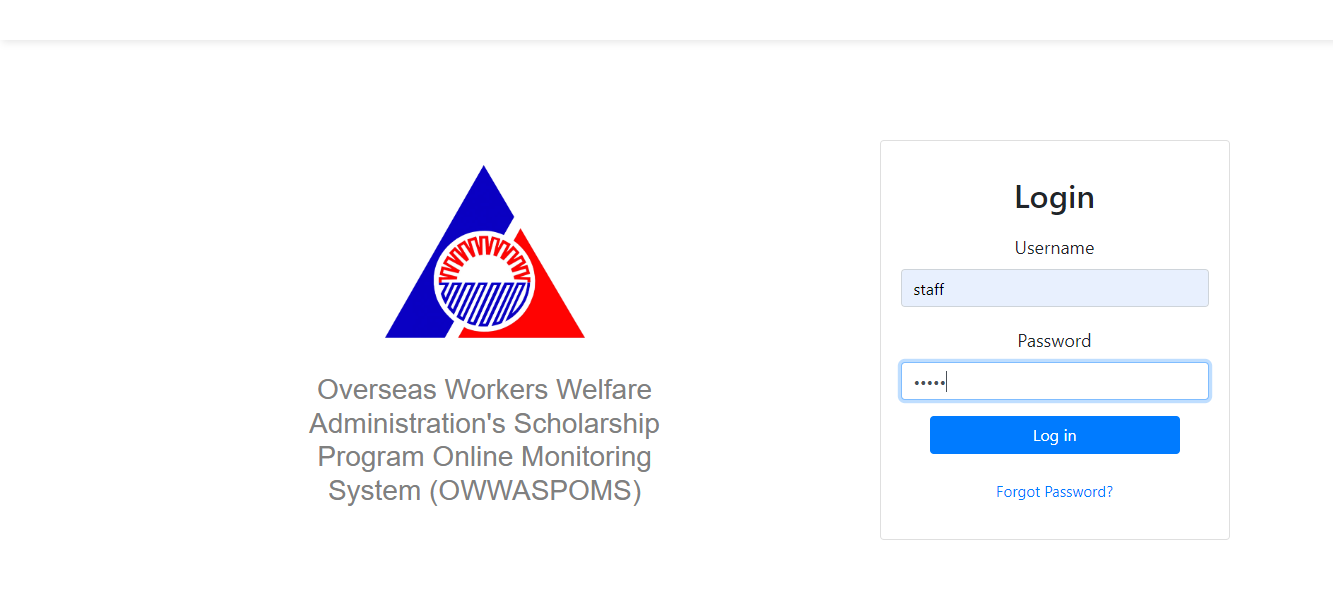 Overseas Workers Welfare
Administration's Scholarship
Program Online Monitoring
System (OWWASPOMS)
Login
Username
staff
Password
•••••
Log in
Forgot Password?